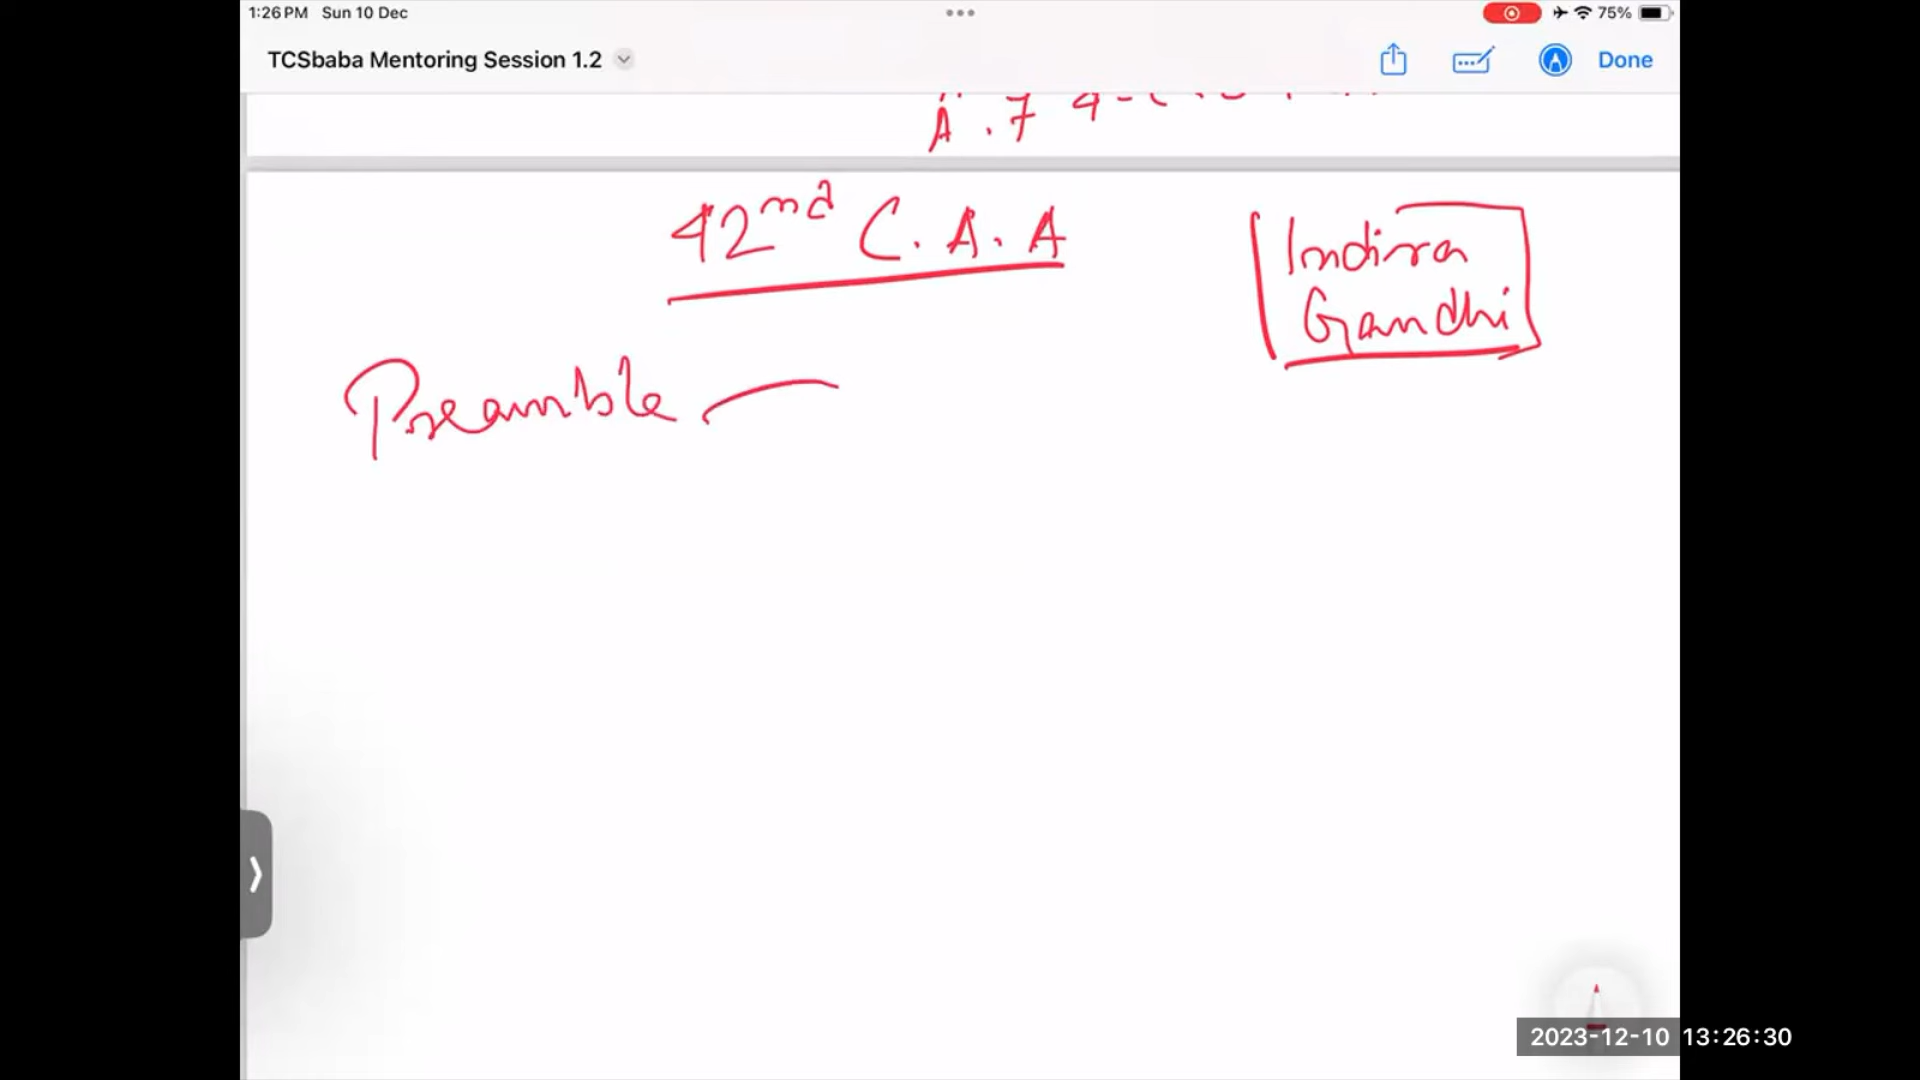 1:26 PM Sun 10 Dec
75%
TCSbaba Mentoring Session 1.2
Done
A.7
42nd C.A.A
Indira
Gandhi
Preamble
2023-12-10 13:26:30